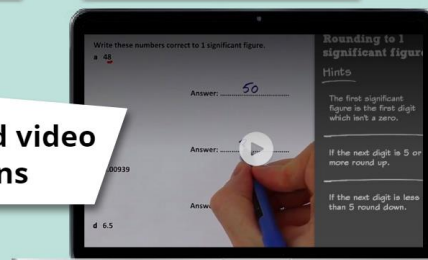 Write these numbers correct to 1 significant figure.
a 48
Answer: 50
Answer:
.00939
Answ
d 6.5
Rounding to 1
significant figur
Hints
The first significant
figure is the first digit
which isn't a zero.
If the next digit is 5 or
more round up.
If the next digit is less
than 5 round down.
d video
ns